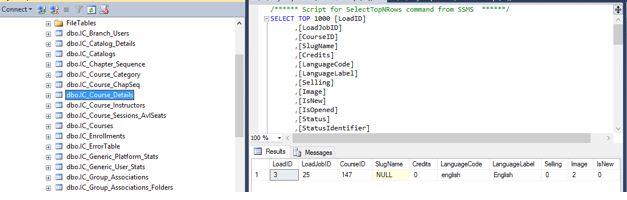 Connect
FileTables
dbo.IC_Branch_Users
dbo.IC_Catalog_Details
dbo.IC_Catalogs
dbo.IC_Chapter_Sequence
dbo.IC_Course_Category
dbo.IC_Course_ChapSeq
dbo.IC_Course_Details
dbo.IC_Course_Instructors
dbo.IC_Course_Sessions_AvlSeats
dbo.IC_Courses
dbo.IC_Enrollments
dbo.IC_ErrorTable
dbo.IC_Generic_Platform_Stats
dbo.IC_Generic_User_Stats
dbo.IC_Group_Associations
dbo.IC_Group_Associations_Folders
/****** Script for SelectTopNRows command from SSMS ******/
SELECT TOP 1000 [LoadID]
,[LoadJobID]
,[CourseID]
,[SlugName]
,[Credits]
,[LanguageCode]
,[LanguageLabel]
,[Selling]
,[Image]
,[IsNew]
,[IsOpened]
,[Status]
,[StatusIdentifier]
100 %
Results Messages
LoadID LoadJobID CourseID SlugName Credits LanguageCode LanguageLabel Selling Image IsNew
1 3 25 147 NULL 0 english English 0 2 0